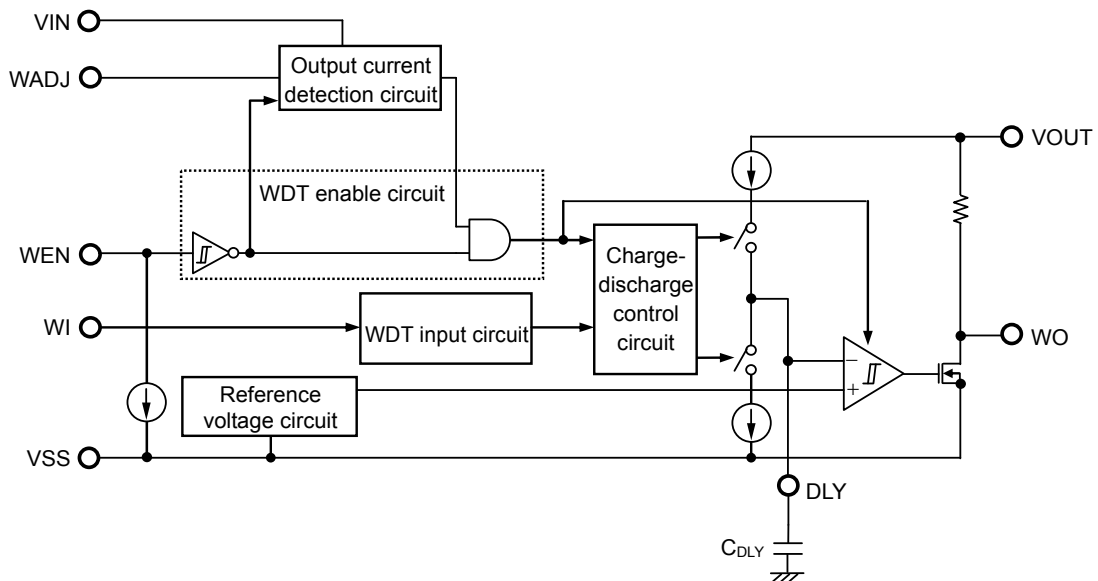 VIN
WADJ
Output current
detection circuit
VOUT
WDT enable circuit
WEN
Charge-
discharge
control
circuit
WI
WDT input circuit
WO
−
+
Reference
voltage circuit
VSS
DLY
CDLY